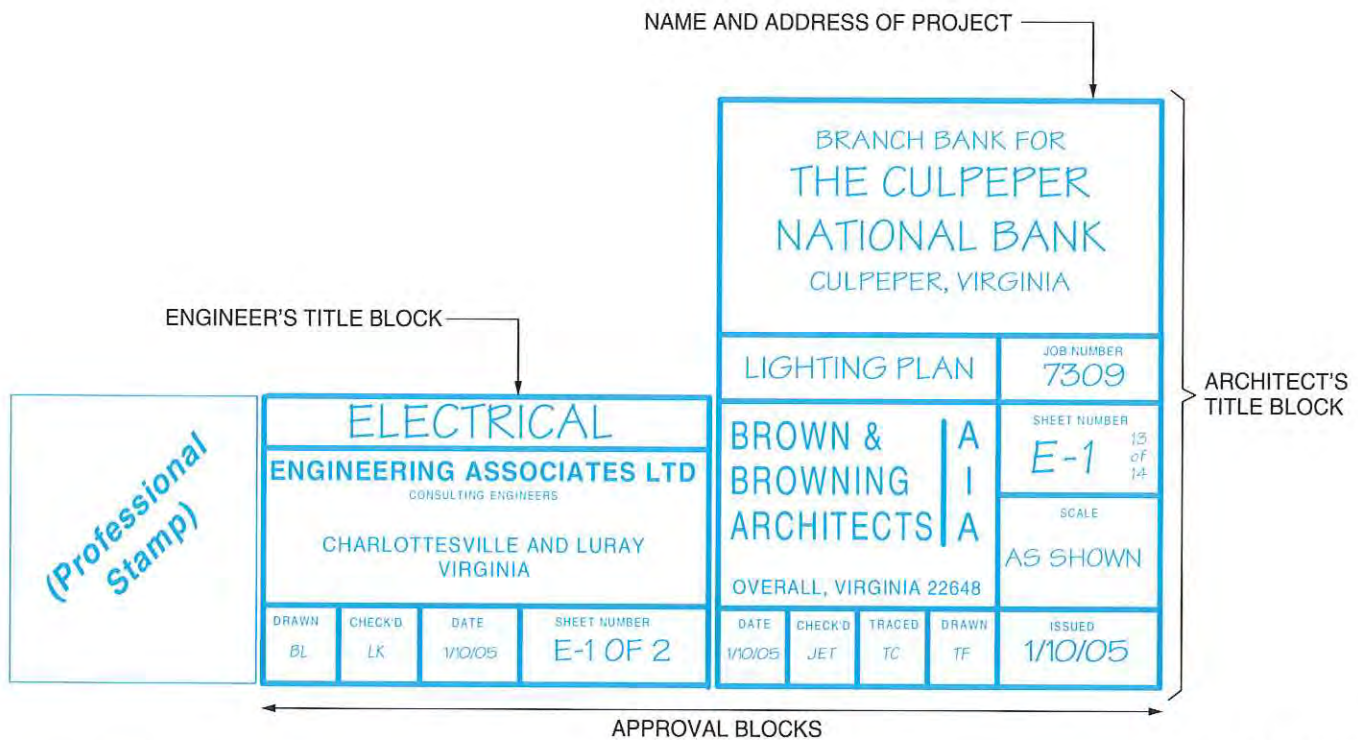 NAME AND ADDRESS OF PROJECT
BRANCH BANK FOR
THE CULPEPER
NATIONAL BANK
CULPEPER, VIRGINIA
ENGINEER'S TITLE BLOCK
LIGHTING PLAN
JOB NUMBER
7309
ARCHITECT'S
TITLE BLOCK
(Professional
Stamp)
ELECTRICAL
ENGINEERING ASSOCIATES LTD
CONSULTING ENGINEERS
CHARLOTTESVILLE AND LURAY
VIRGINIA
DRAWN
BL
CHECK'D
LK
DATE
1/10/05
SHEET NUMBER
E-1 OF 2
BROWN &
BROWNING
ARCHITECTS
A
I
A
OVERALL, VIRGINIA 22648
SHEET NUMBER
E-1
13
of
14
SCALE
AS SHOWN
DATE
1/10/05
CHECK'D
JET
TRACED
TC
DRAWN
TF
ISSUED
1/10/05
APPROVAL BLOCKS